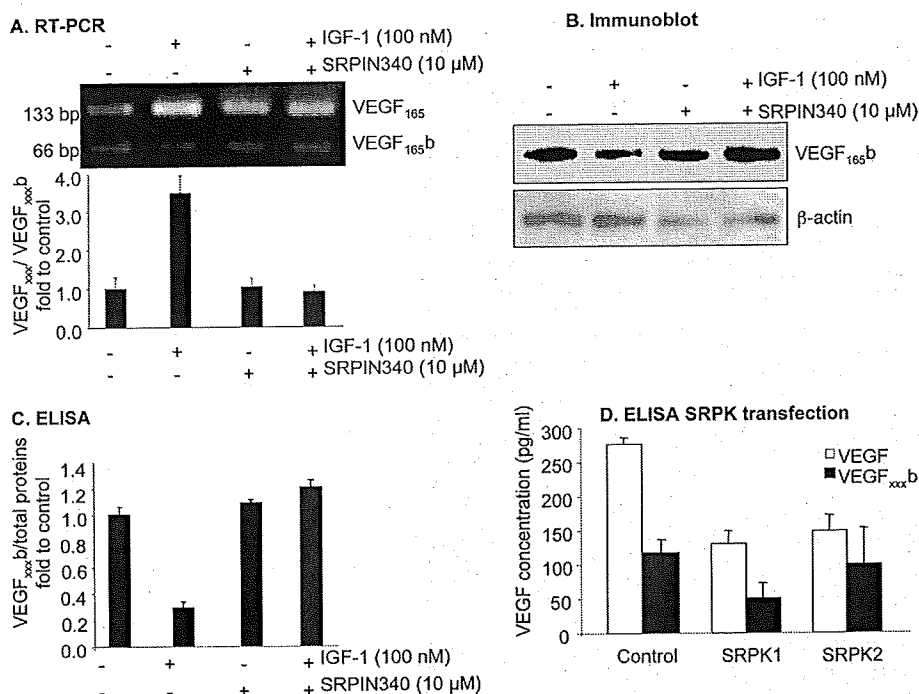 A. RT-PCR
- + - + IGF-1 (100 nM)
- - + + SRPIN340 (10 µM)
133 bp
VEGF165
66 bp
VEGF165b
4.0
3.0
2.0
1.0
0.0
VEGFxxx/ VEGFxxxb
fold to control
- + - + IGF-1 (100 nM)
- - + + SRPIN340 (10 µM)
B. Immunoblot
- + - + IGF-1 (100 nM)
- - + + SRPIN340 (10 µM)
VEGF165b
β-actin
C. ELISA
1.4
1.2
1.0
0.8
0.6
0.4
0.2
0.0
VEGFxxxb/total proteins
fold to control
- + - + IGF-1 (100 nM)
- - + + SRPIN340 (10 µM)
D. ELISA SRPK transfection
300
250
200
150
100
50
0
VEGF concentration (pg/ml)
VEGF
VEGFxxxb
Control SRPK1 SRPK2